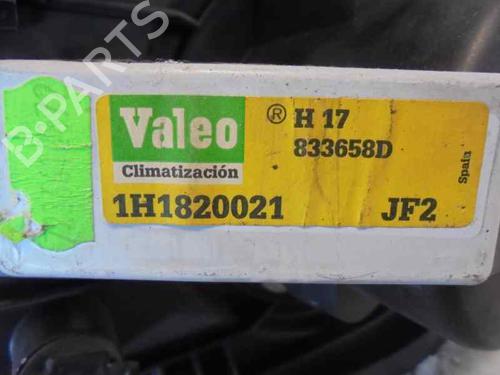 B-PARTS
Valeo
Climatización
® H 17
833658D
Spain
1H1820021 JF2